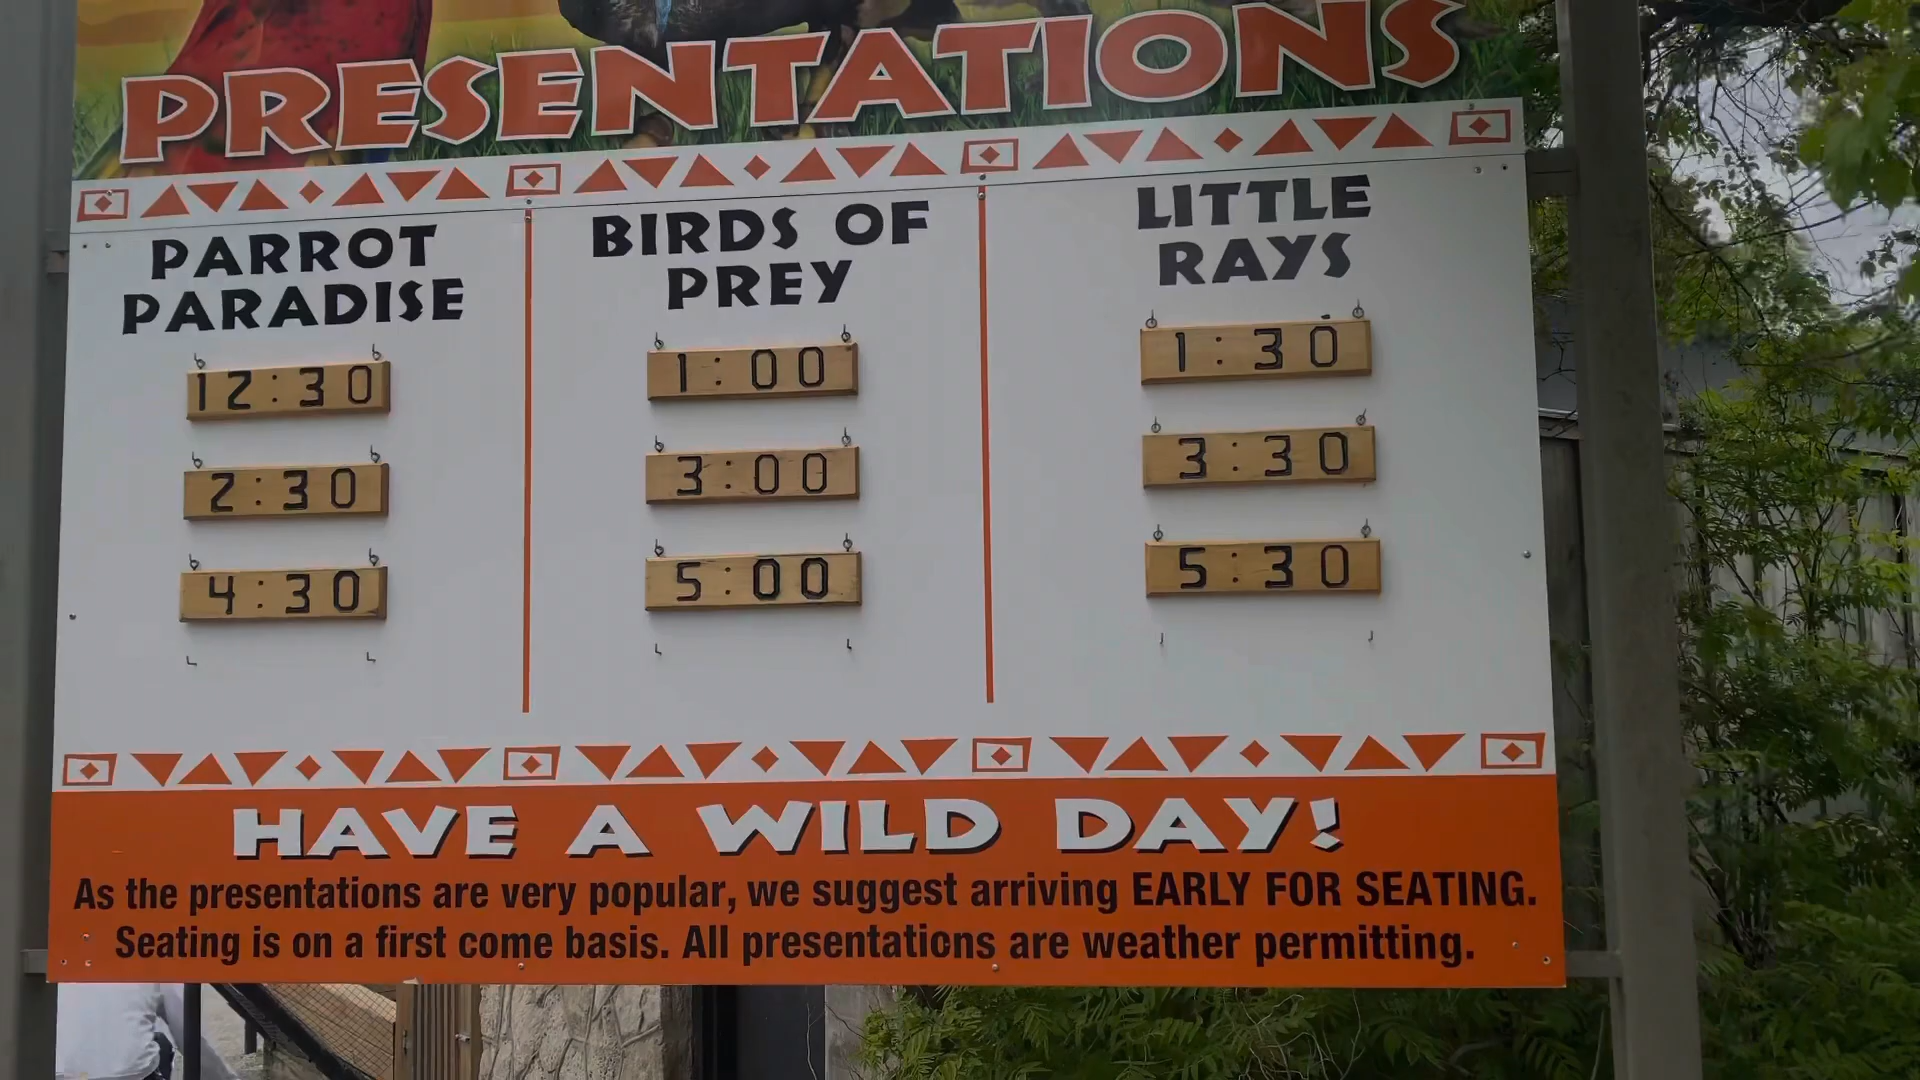 PRESENTATIONS
PARROT
PARADISE
12:30
2:30
4:30
BIRDS OF
PREY
1:00
3:00
5:00
LITTLE
RAYS
1:30
3:30
5:30
HAVE A WILD DAY!
As the presentations are very popular, we suggest arriving EARLY FOR SEATING.
Seating is on a first come basis. All presentations are weather permitting.